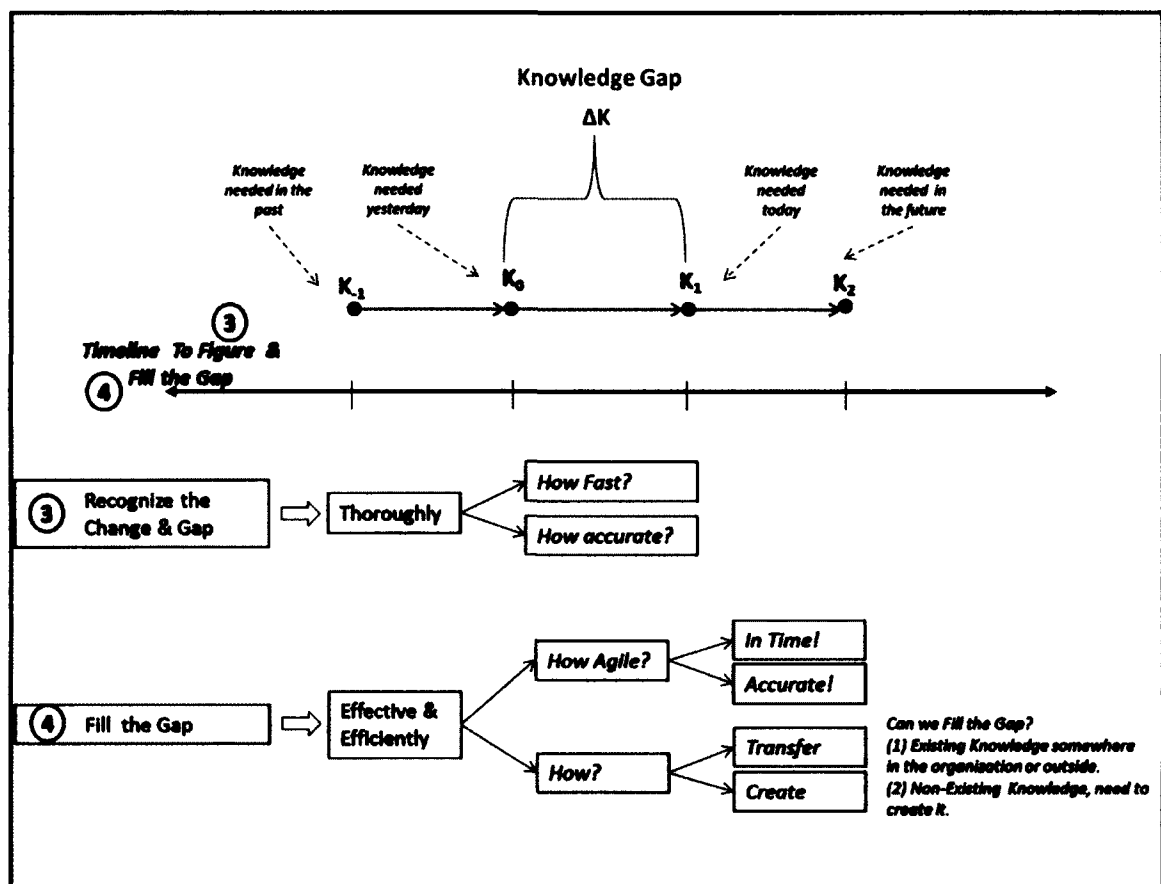 Knowledge Gap
ΔK
Knowledge
needed in the
past
Knowledge
needed
yesterday
Knowledge
needed
today
Knowledge
needed in
the future
K-1
K0
K1
K2
3
Timeline To Figure &
Fill the Gap
4
3
Recognize the
Change & Gap
Thoroughly
How Fast?
How accurate?
4
Fill the Gap
Effective &
Efficiently
How Agile?
In Time!
Accurate!
How?
Transfer
Create
Can we Fill the Gap?
(1) Existing Knowledge somewhere
in the organization or outside.
(2) Non-Existing Knowledge, need to
create it.